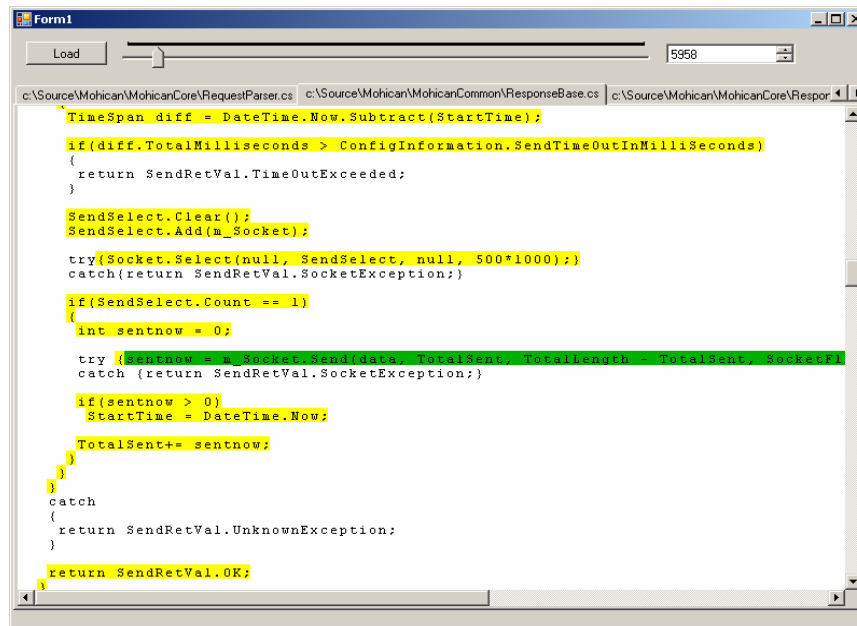 Form1
Load
5958
c:\Source\Mohican\MohicanCore\RequestParser.cs
c:\Source\Mohican\MohicanCommon\ResponseBase.cs
c:\Source\Mohican\MohicanCore\Respor
{
TimeSpan diff = DateTime.Now.Subtract(StartTime);
if(diff.TotalMilliseconds > ConfigInformation.SendTimeOutInMilliSeconds)
{
return SendRetVal.TimeOutExceeded;
}
SendSelect.Clear();
SendSelect.Add(m_Socket);
try{Socket.Select(null, SendSelect, null, 500*1000);}
catch{return SendRetVal.SocketException;}
if(SendSelect.Count == 1)
{
int sentnow = 0;
try {sentnow = m_Socket.Send(data, TotalSent, TotalLength - TotalSent, SocketFl
catch {return SendRetVal.SocketException;}
if(sentnow > 0)
StartTime = DateTime.Now;
TotalSent+= sentnow;
}
}
}
catch
{
return SendRetVal.UnknownException;
}
return SendRetVal.OK;
}